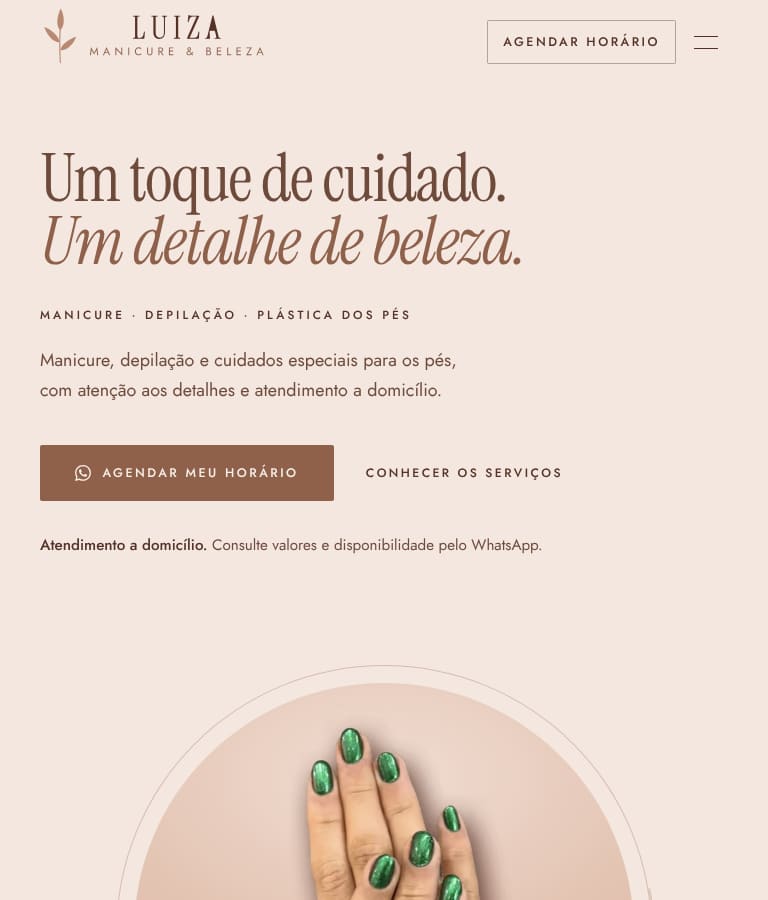 LUIZA
MANICURE & BELEZA
AGENDAR HORÁRIO
Um toque de cuidado.
Um detalhe de beleza.
MANICURE · DEPILAÇÃO · PLÁSTICA DOS PÉS
Manicure, depilação e cuidados especiais para os pés,
com atenção aos detalhes e atendimento a domicílio.
AGENDAR MEU HORÁRIO
CONHECER OS SERVIÇOS
Atendimento a domicílio. Consulte valores e disponibilidade pelo WhatsApp.